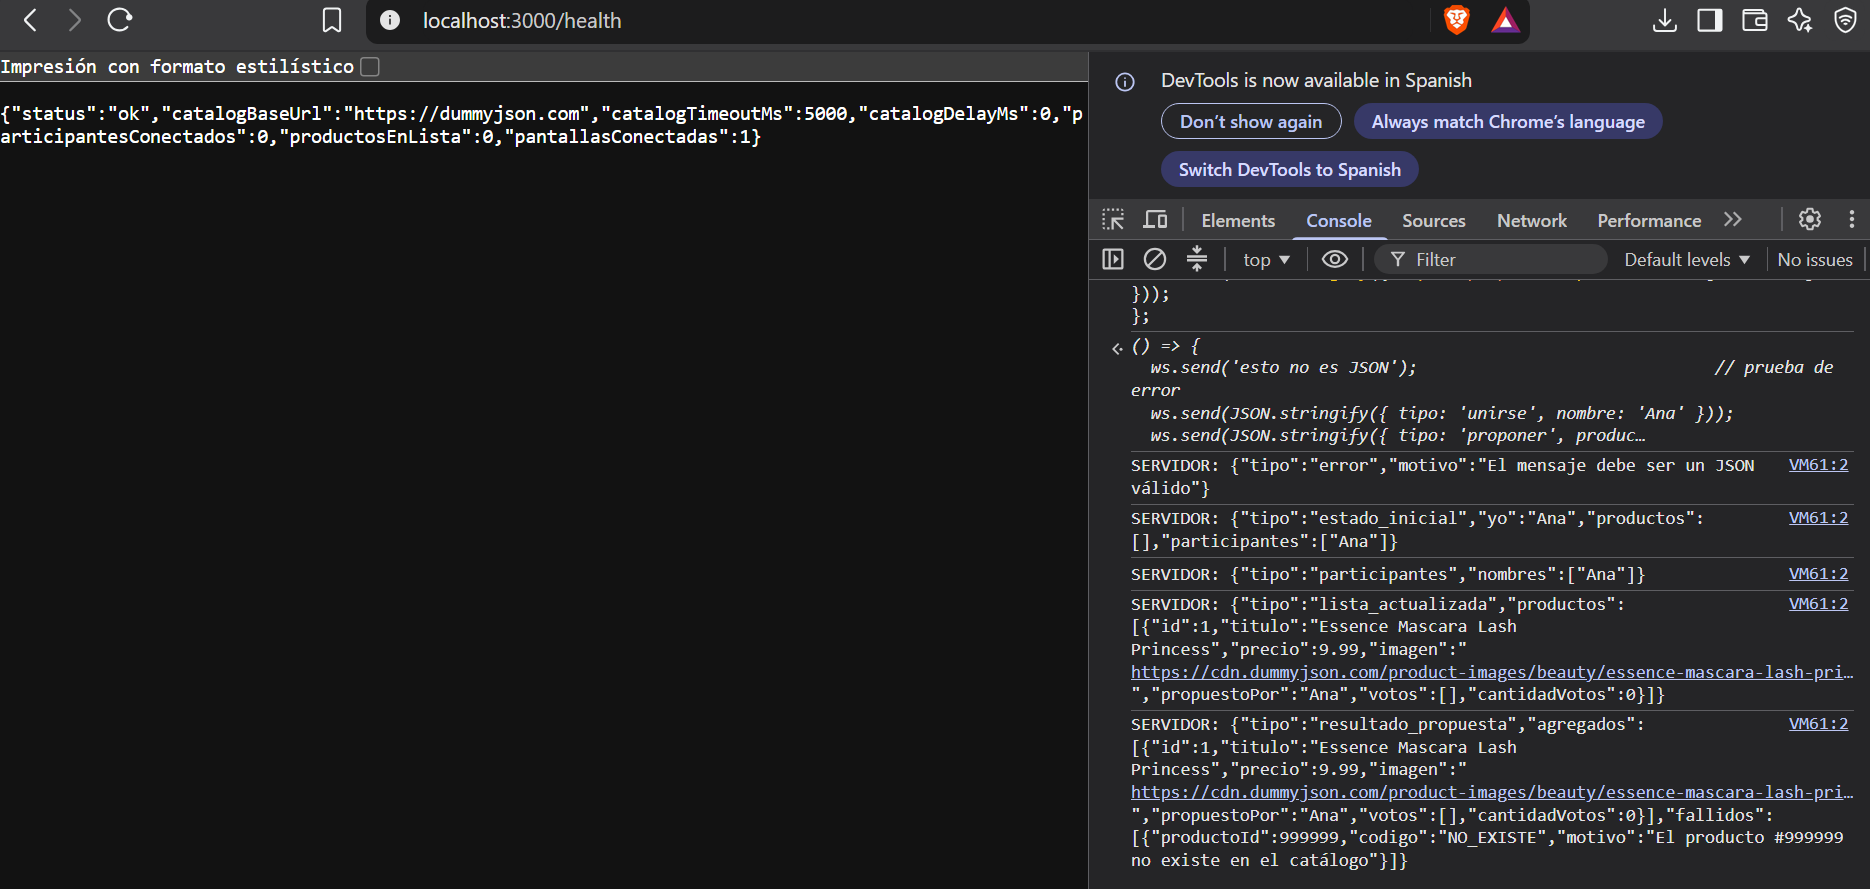 localhost:3000/health
Impresión con formato estilístico
{"status":"ok","catalogBaseUrl":"https://dummyjson.com","catalogTimeoutMs":5000,"catalogDelayMs":0,"p
articipantesConectados":0,"productosEnLista":0,"pantallasConectadas":1}
DevTools is now available in Spanish
Don't show again
Always match Chrome's language
Switch DevTools to Spanish
Elements Console Sources Network Performance
top Filter Default levels No issues
}));
};
() => {
ws.send('esto no es JSON'); // prueba de
error
ws.send(JSON.stringify({ tipo: 'unirse', nombre: 'Ana' }));
ws.send(JSON.stringify({ tipo: 'proponer', produc…
SERVIDOR: {"tipo":"error","motivo":"El mensaje debe ser un JSON VM61:2
válido"}
SERVIDOR: {"tipo":"estado_inicial","yo":"Ana","productos": VM61:2
[],"participantes":["Ana"]}
SERVIDOR: {"tipo":"participantes","nombres":["Ana"]} VM61:2
SERVIDOR: {"tipo":"lista_actualizada","productos": VM61:2
[{"id":1,"titulo":"Essence Mascara Lash
Princess","precio":9.99,"imagen":"
https://cdn.dummyjson.com/product-images/beauty/essence-mascara-lash-pri…
","propuestoPor":"Ana","votos":[],"cantidadVotos":0}]}
SERVIDOR: {"tipo":"resultado_propuesta","agregados": VM61:2
[{"id":1,"titulo":"Essence Mascara Lash
Princess","precio":9.99,"imagen":"
https://cdn.dummyjson.com/product-images/beauty/essence-mascara-lash-pri…
","propuestoPor":"Ana","votos":[],"cantidadVotos":0}],"fallidos":
[{"productoId":999999,"codigo":"NO_EXISTE","motivo":"El producto #999999
no existe en el catálogo"}]}